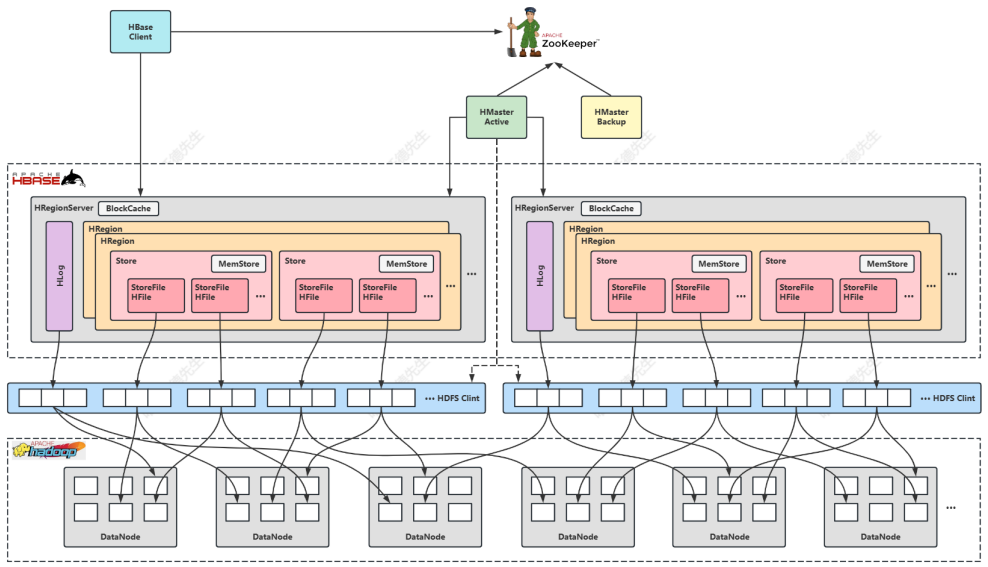 HBase
Client
APACHE
ZooKeeper™
HMaster
Active
HMaster
Backup
APACHE
HBASE
HRegionServer
BlockCache
HLog
HRegion
HRegion
Store
MemStore
StoreFile
HFile
StoreFile
HFile
...
Store
MemStore
StoreFile
HFile
StoreFile
HFile
...
...
...
HRegionServer
BlockCache
HLog
HRegion
HRegion
Store
MemStore
StoreFile
HFile
StoreFile
HFile
...
Store
MemStore
StoreFile
HFile
StoreFile
HFile
...
...
...
... HDFS Clint
... HDFS Clint
APACHE
hadoop
DataNode
DataNode
DataNode
DataNode
DataNode
DataNode
...